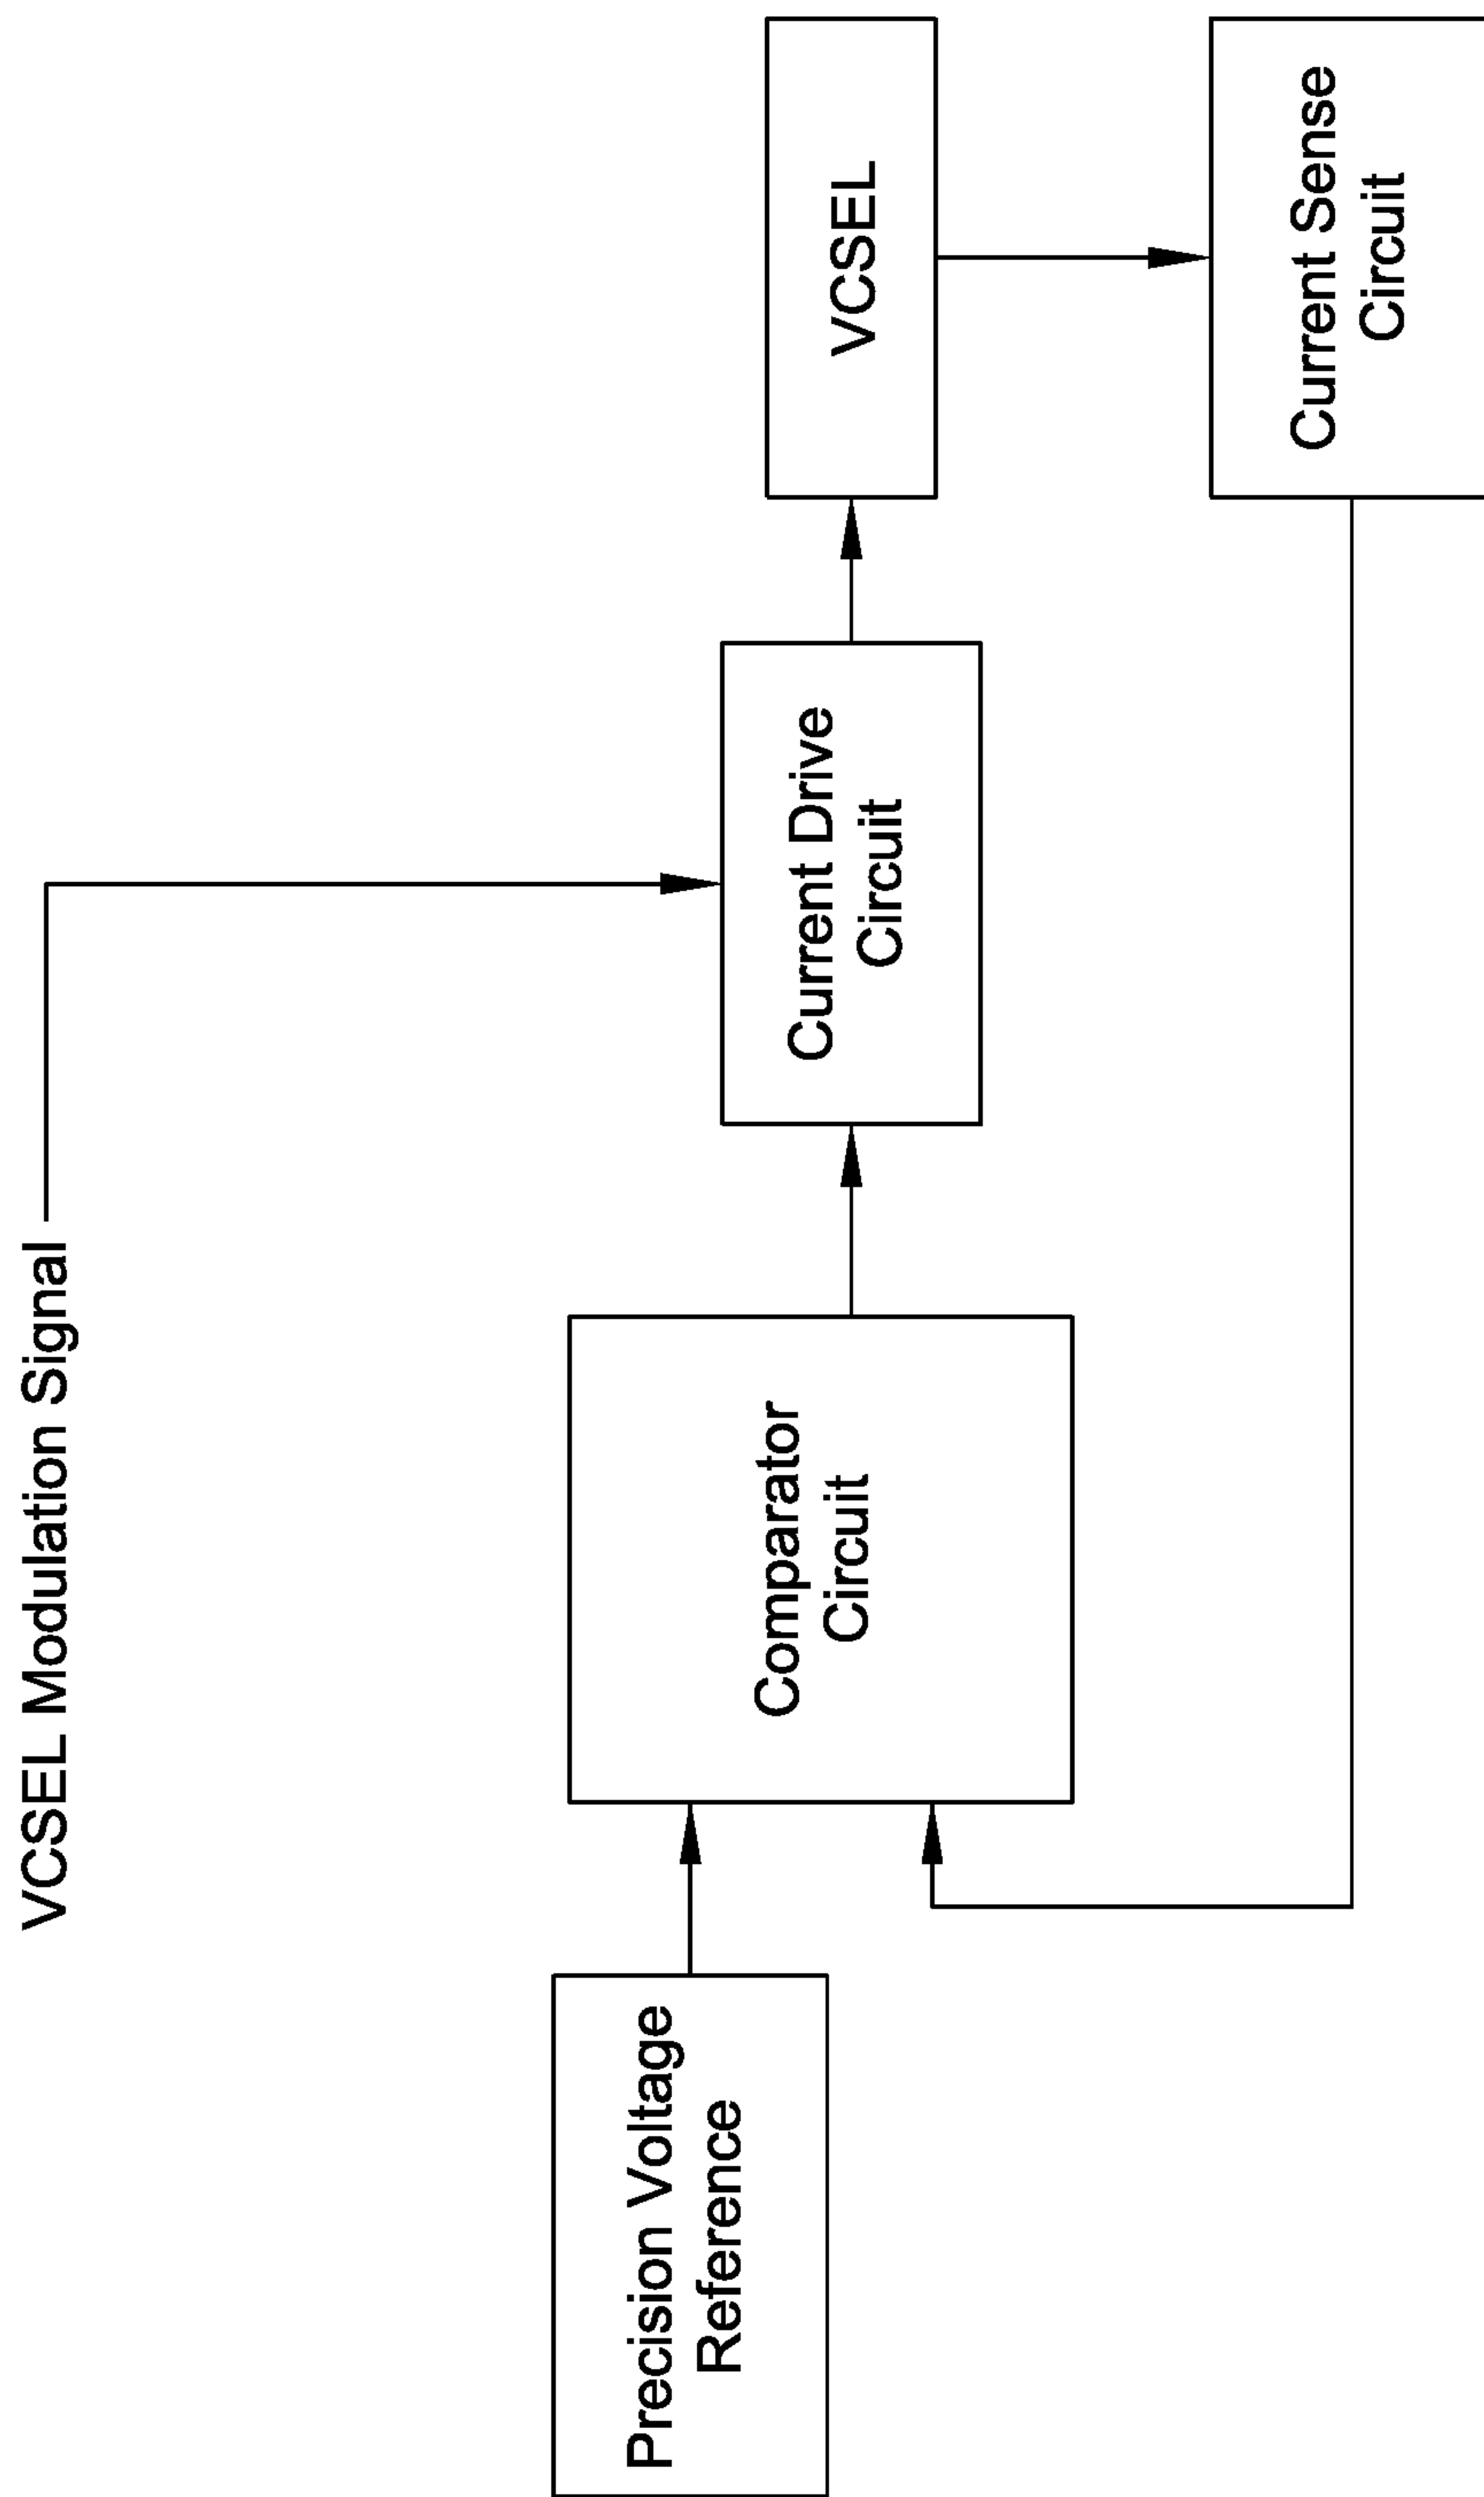 VCSEL Modulation Signal
Precision Voltage
Reference
Comparator
Circuit
Current Drive
Circuit
VCSEL
Current Sense
Circuit